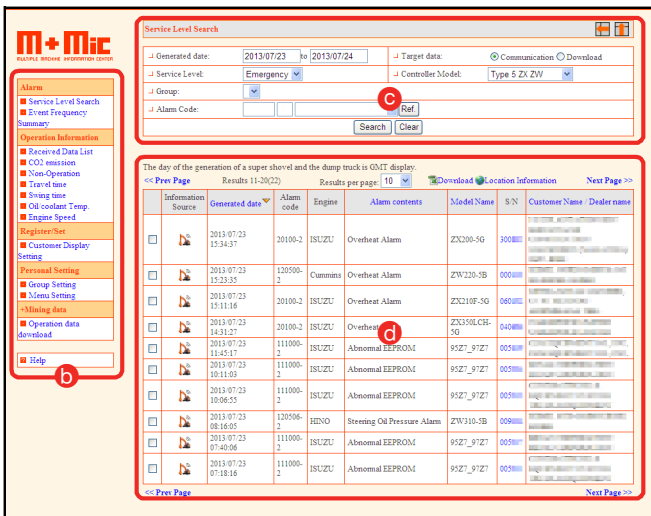 M+Mic
MULTIPLE MACHINE INFORMATION CENTER
Alarm
Service Level Search
Event Frequency
Summary
Operation Information
Received Data List
CO2 emission
Non-Operation
Travel time
Swing time
Oil/coolant Temp.
Engine Speed
Register/Set
Customer Display
Setting
Personal Setting
Group Setting
Menu Setting
+Mining data
Operation data
download
Help
b
Service Level Search
Generated date: 2013/07/23 to 2013/07/24 Target data: Communication Download
Service Level: Emergency Controller Model: Type 5 ZX ZW
Group:
c
Alarm Code: Ref.
Search Clear
The day of the generation of a super shovel and the dump truck is GMT display.
<< Prev Page Results 11-20(22) Results per page: 10 Download Location Information Next Page >>
Information Source Generated date Alarm code Engine Alarm contents Model Name S/N Customer Name / Dealer name
2013/07/23 15:34:37 20100-2 ISUZU Overheat Alarm ZX200-5G 300
2013/07/23 15:23:35 120500-2 Cummins Overheat Alarm ZW220-5B 000
2013/07/23 15:11:16 20100-2 ISUZU Overheat Alarm ZX210F-5G 060
2013/07/23 14:31:27 20100-2 ISUZU Overheat ZX350LCH-5G 040
d
2013/07/23 11:45:17 111000-2 ISUZU Abnormal EEPROM 95Z7_97Z7 005
2013/07/23 10:11:03 111000-2 ISUZU Abnormal EEPROM 95Z7_97Z7 005
2013/07/23 10:06:55 111000-2 ISUZU Abnormal EEPROM 95Z7_97Z7 005
2013/07/23 08:16:05 120506-2 HINO Steering Oil Pressure Alarm ZW310-5B 009
2013/07/23 07:40:06 111000-2 ISUZU Abnormal EEPROM 95Z7_97Z7 005
2013/07/23 07:18:16 111000-2 ISUZU Abnormal EEPROM 95Z7_97Z7 005
<< Prev Page Next Page >>